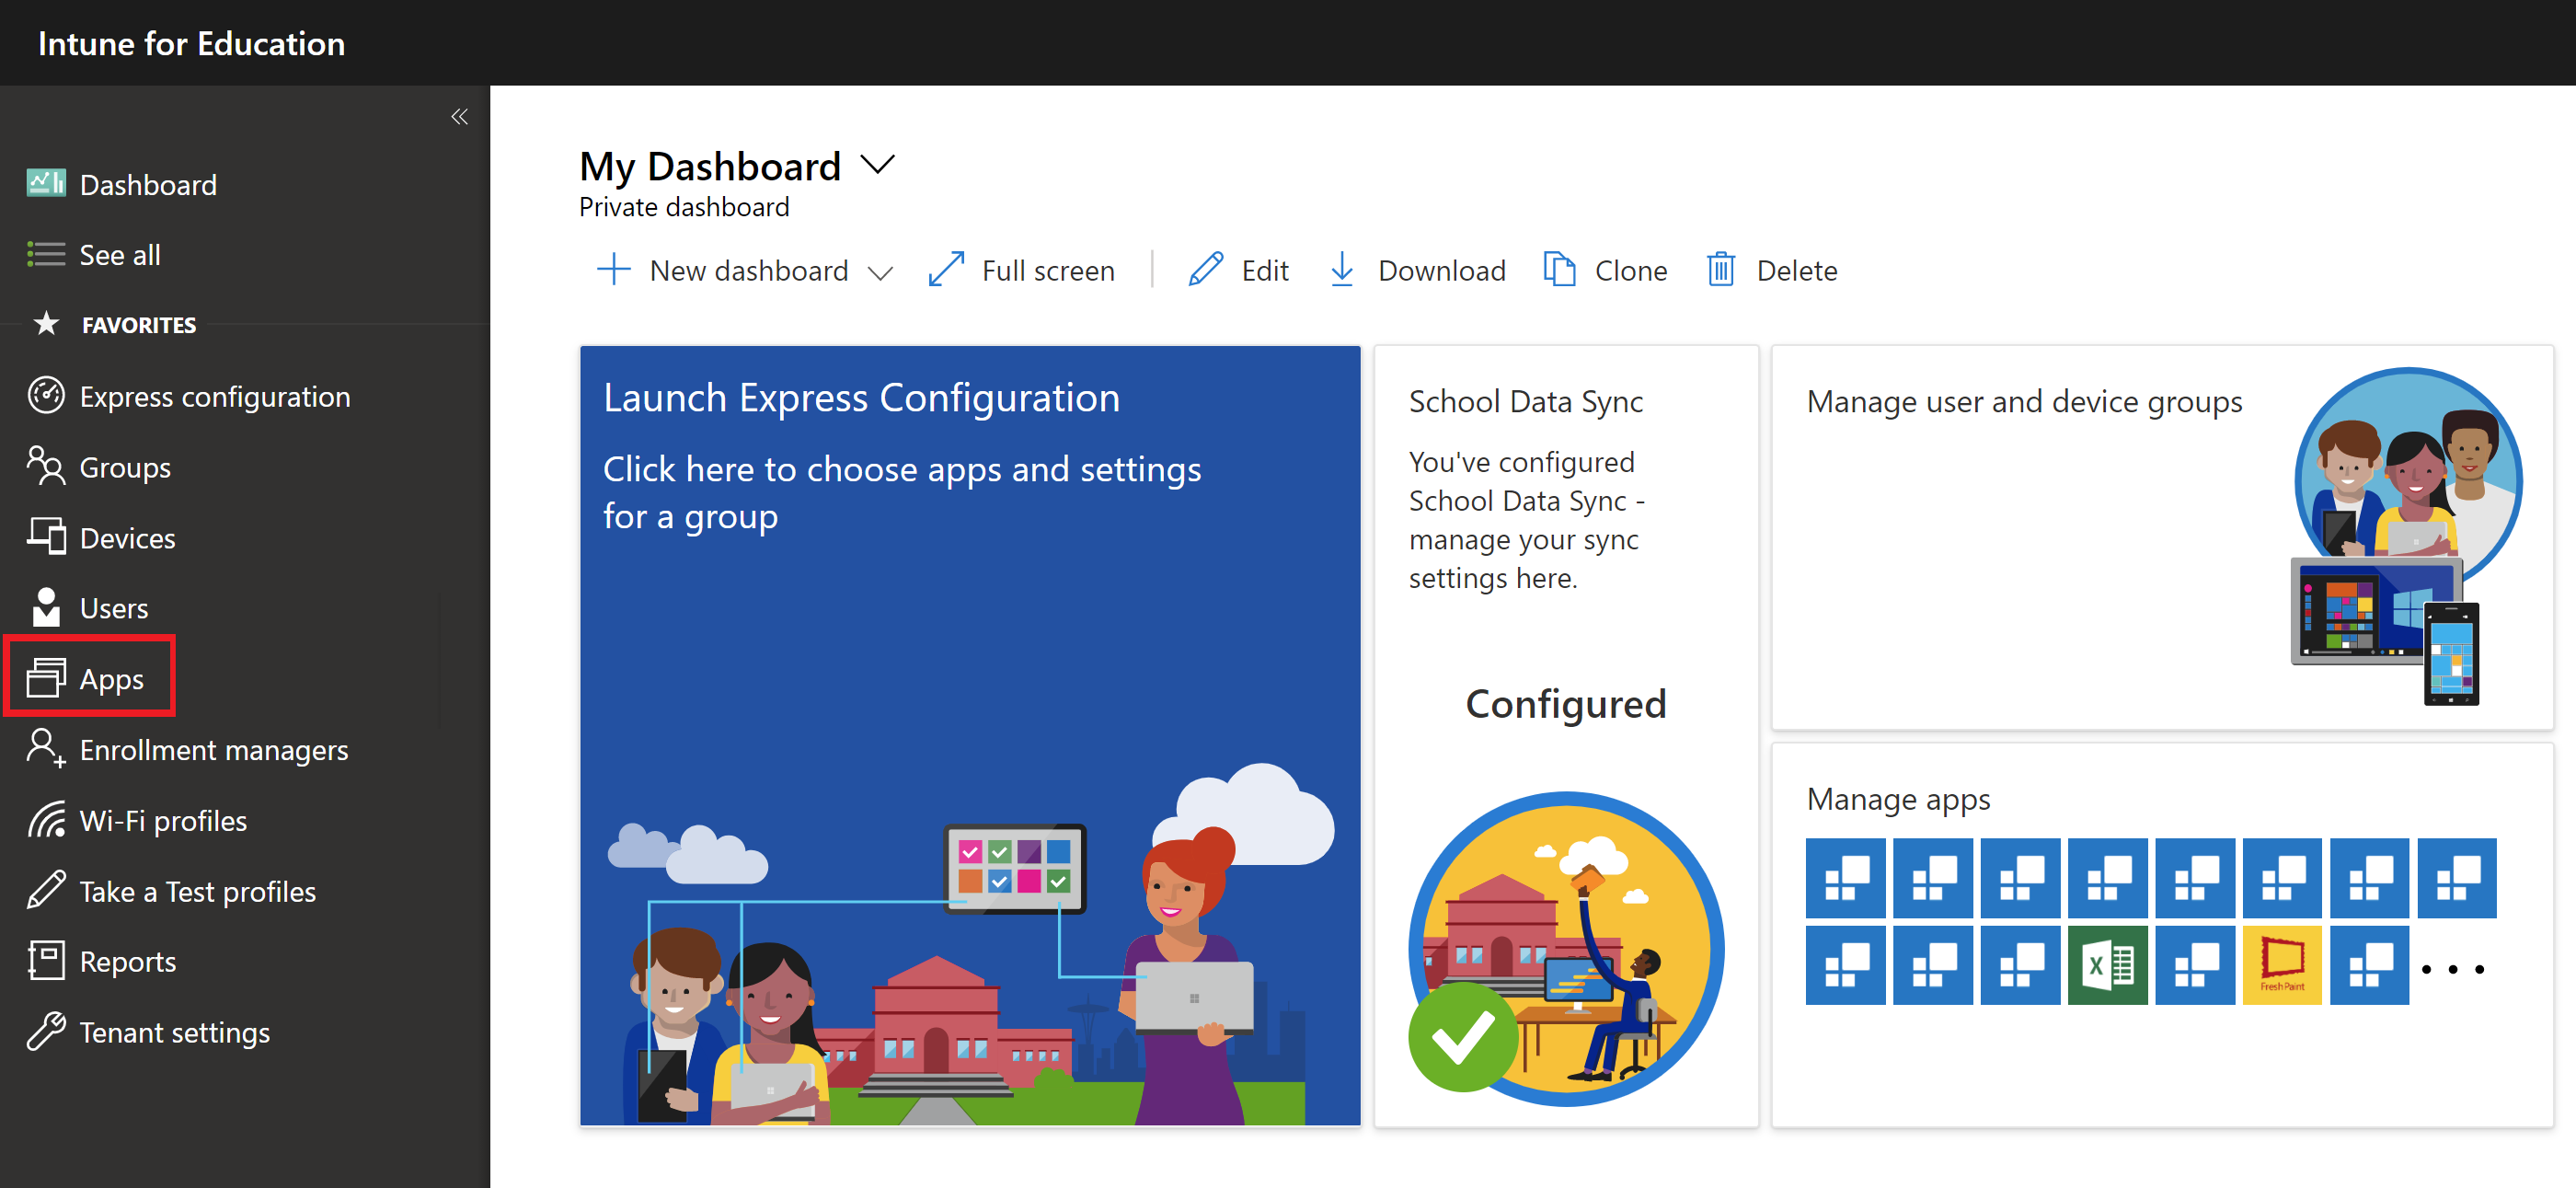 Intune for Education
Dashboard
See all
FAVORITES
Express configuration
Groups
Devices
Users
Apps
Enrollment managers
Wi-Fi profiles
Take a Test profiles
Reports
Tenant settings
My Dashboard
Private dashboard
New dashboard
Full screen
Edit
Download
Clone
Delete
Launch Express Configuration
Click here to choose apps and settings
for a group
School Data Sync
You've configured
School Data Sync -
manage your sync
settings here.
Configured
Manage user and device groups
Manage apps
X
Fresh Paint